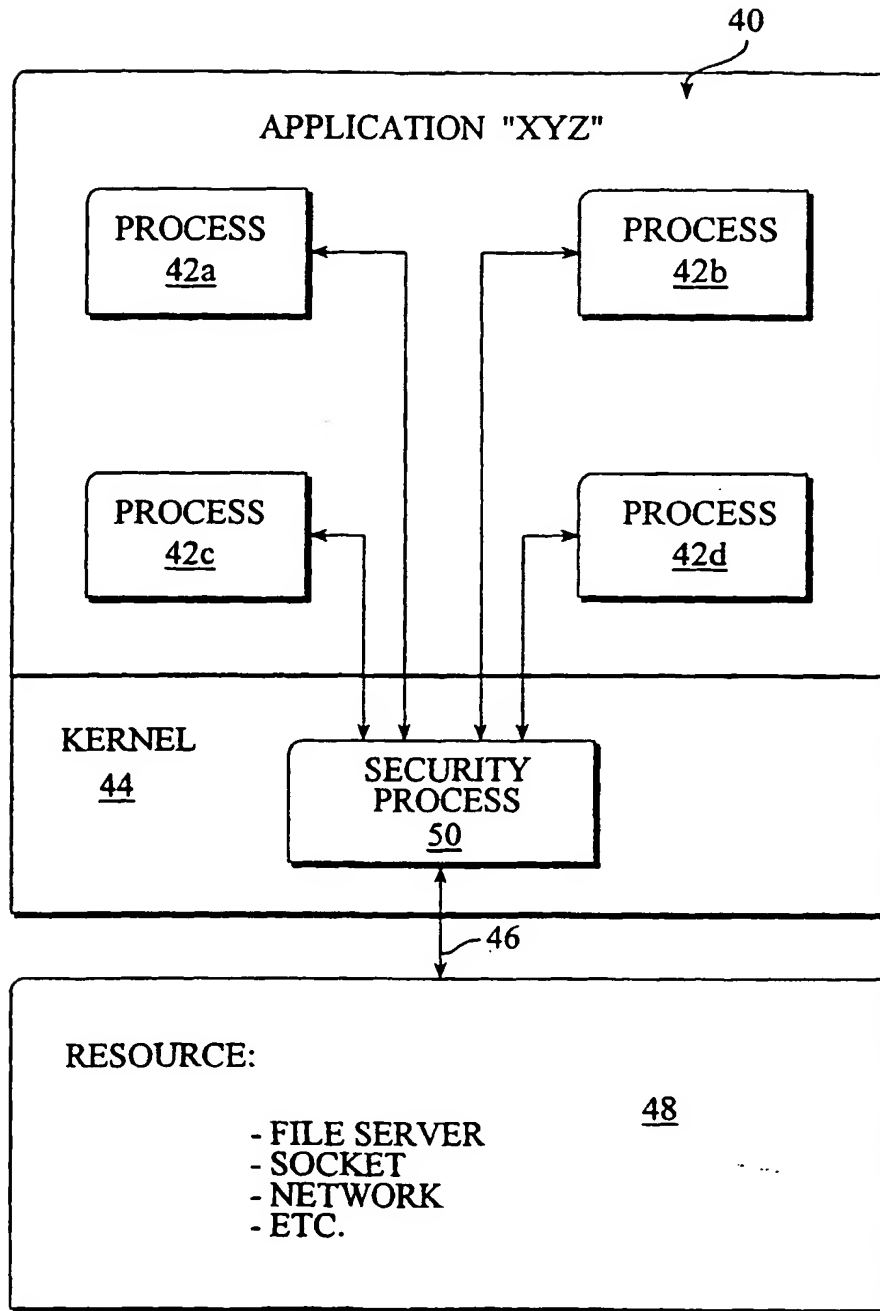 40
APPLICATION "XYZ"
PROCESS
42a
PROCESS
42b
PROCESS
42c
PROCESS
42d
KERNEL
44
SECURITY
PROCESS
50
46
RESOURCE:
48
- FILE SERVER
- SOCKET
- NETWORK
- ETC.